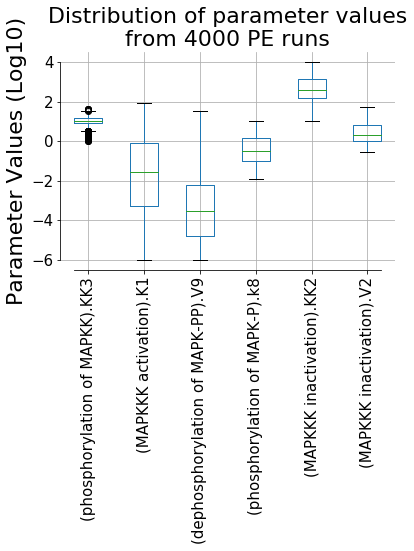 Distribution of parameter values
from 4000 PE runs
Parameter Values (Log10)
4
2
0
−2
−4
−6
(phosphorylation of MAPKK).KK3
(MAPKKK activation).K1
(dephosphorylation of MAPK-PP).V9
(phosphorylation of MAPK-P).k8
(MAPKKK inactivation).KK2
(MAPKKK inactivation).V2